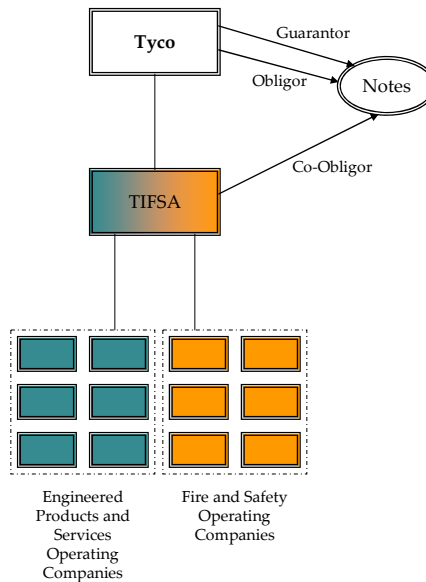 Tyco
Guarantor
Obligor
Notes
Co-Obligor
TIFSA
Engineered
Products and
Services
Operating
Companies
Fire and Safety
Operating
Companies